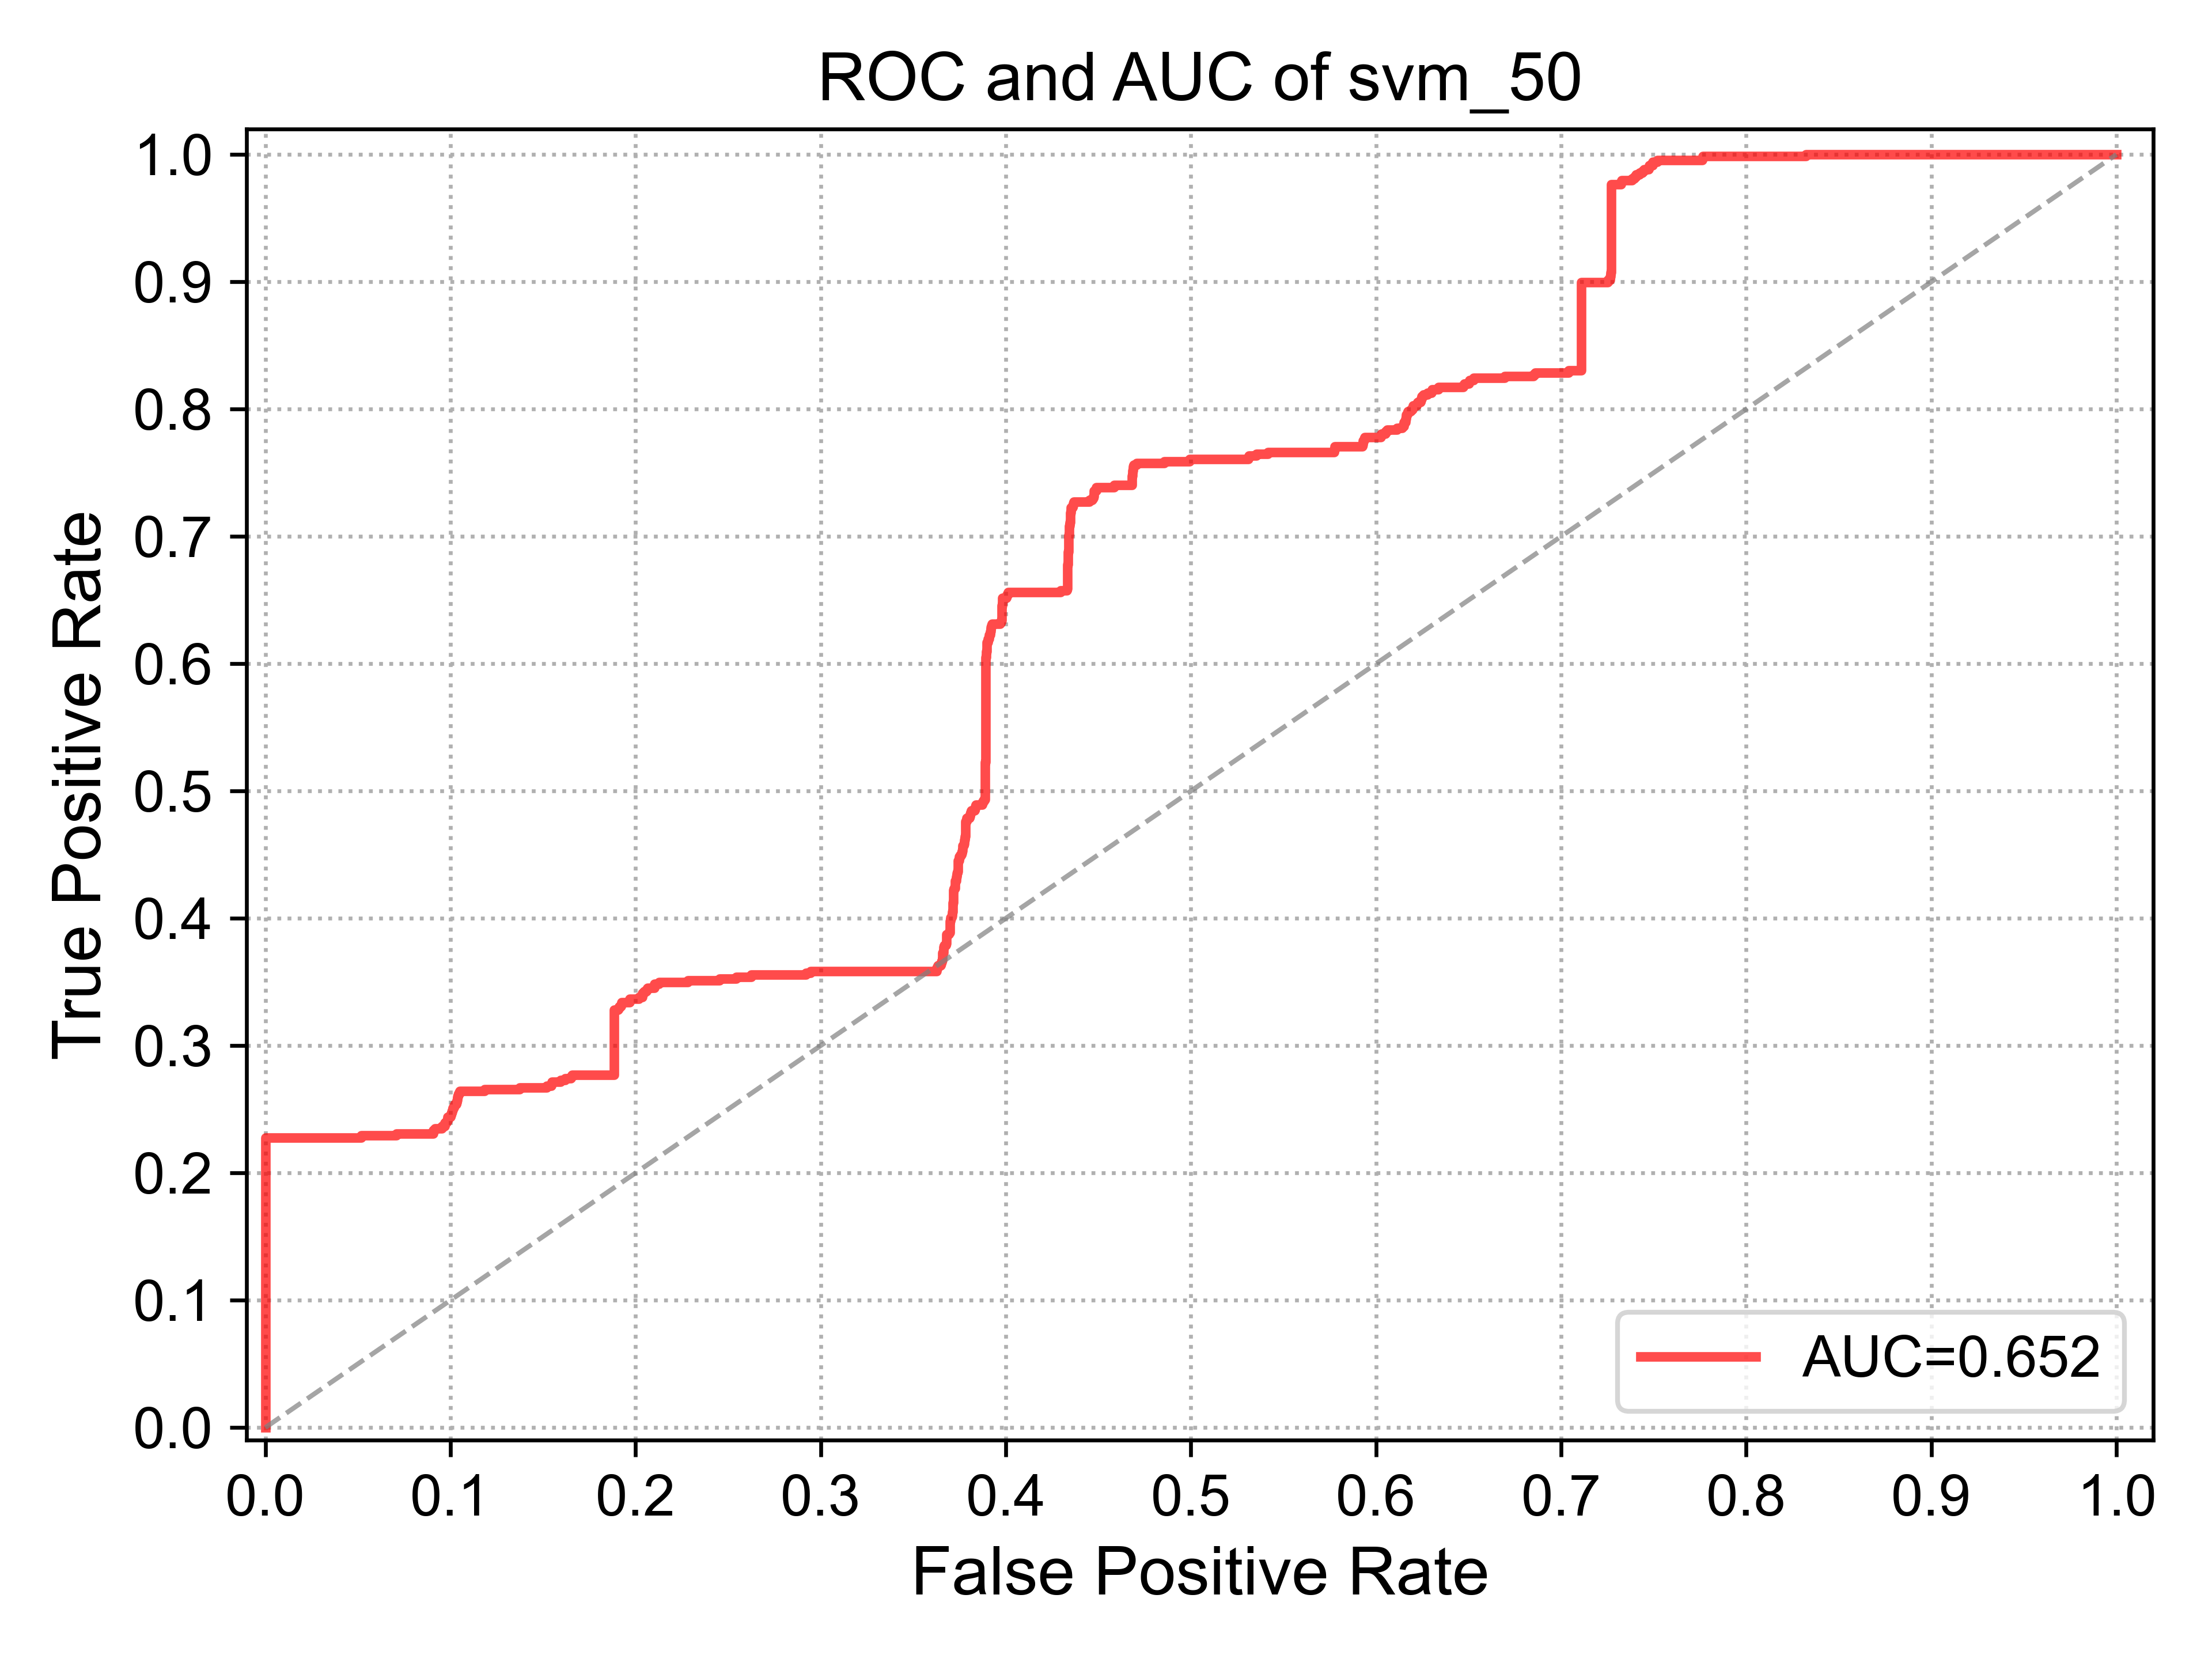 ROC and AUC of svm_50
1.0
0.9
0.8
0.7
0.6
0.5
0.4
0.3
0.2
0.1
0.0
True Positive Rate
AUC=0.652
0.0 0.1 0.2 0.3 0.4 0.5 0.6 0.7 0.8 0.9 1.0
False Positive Rate